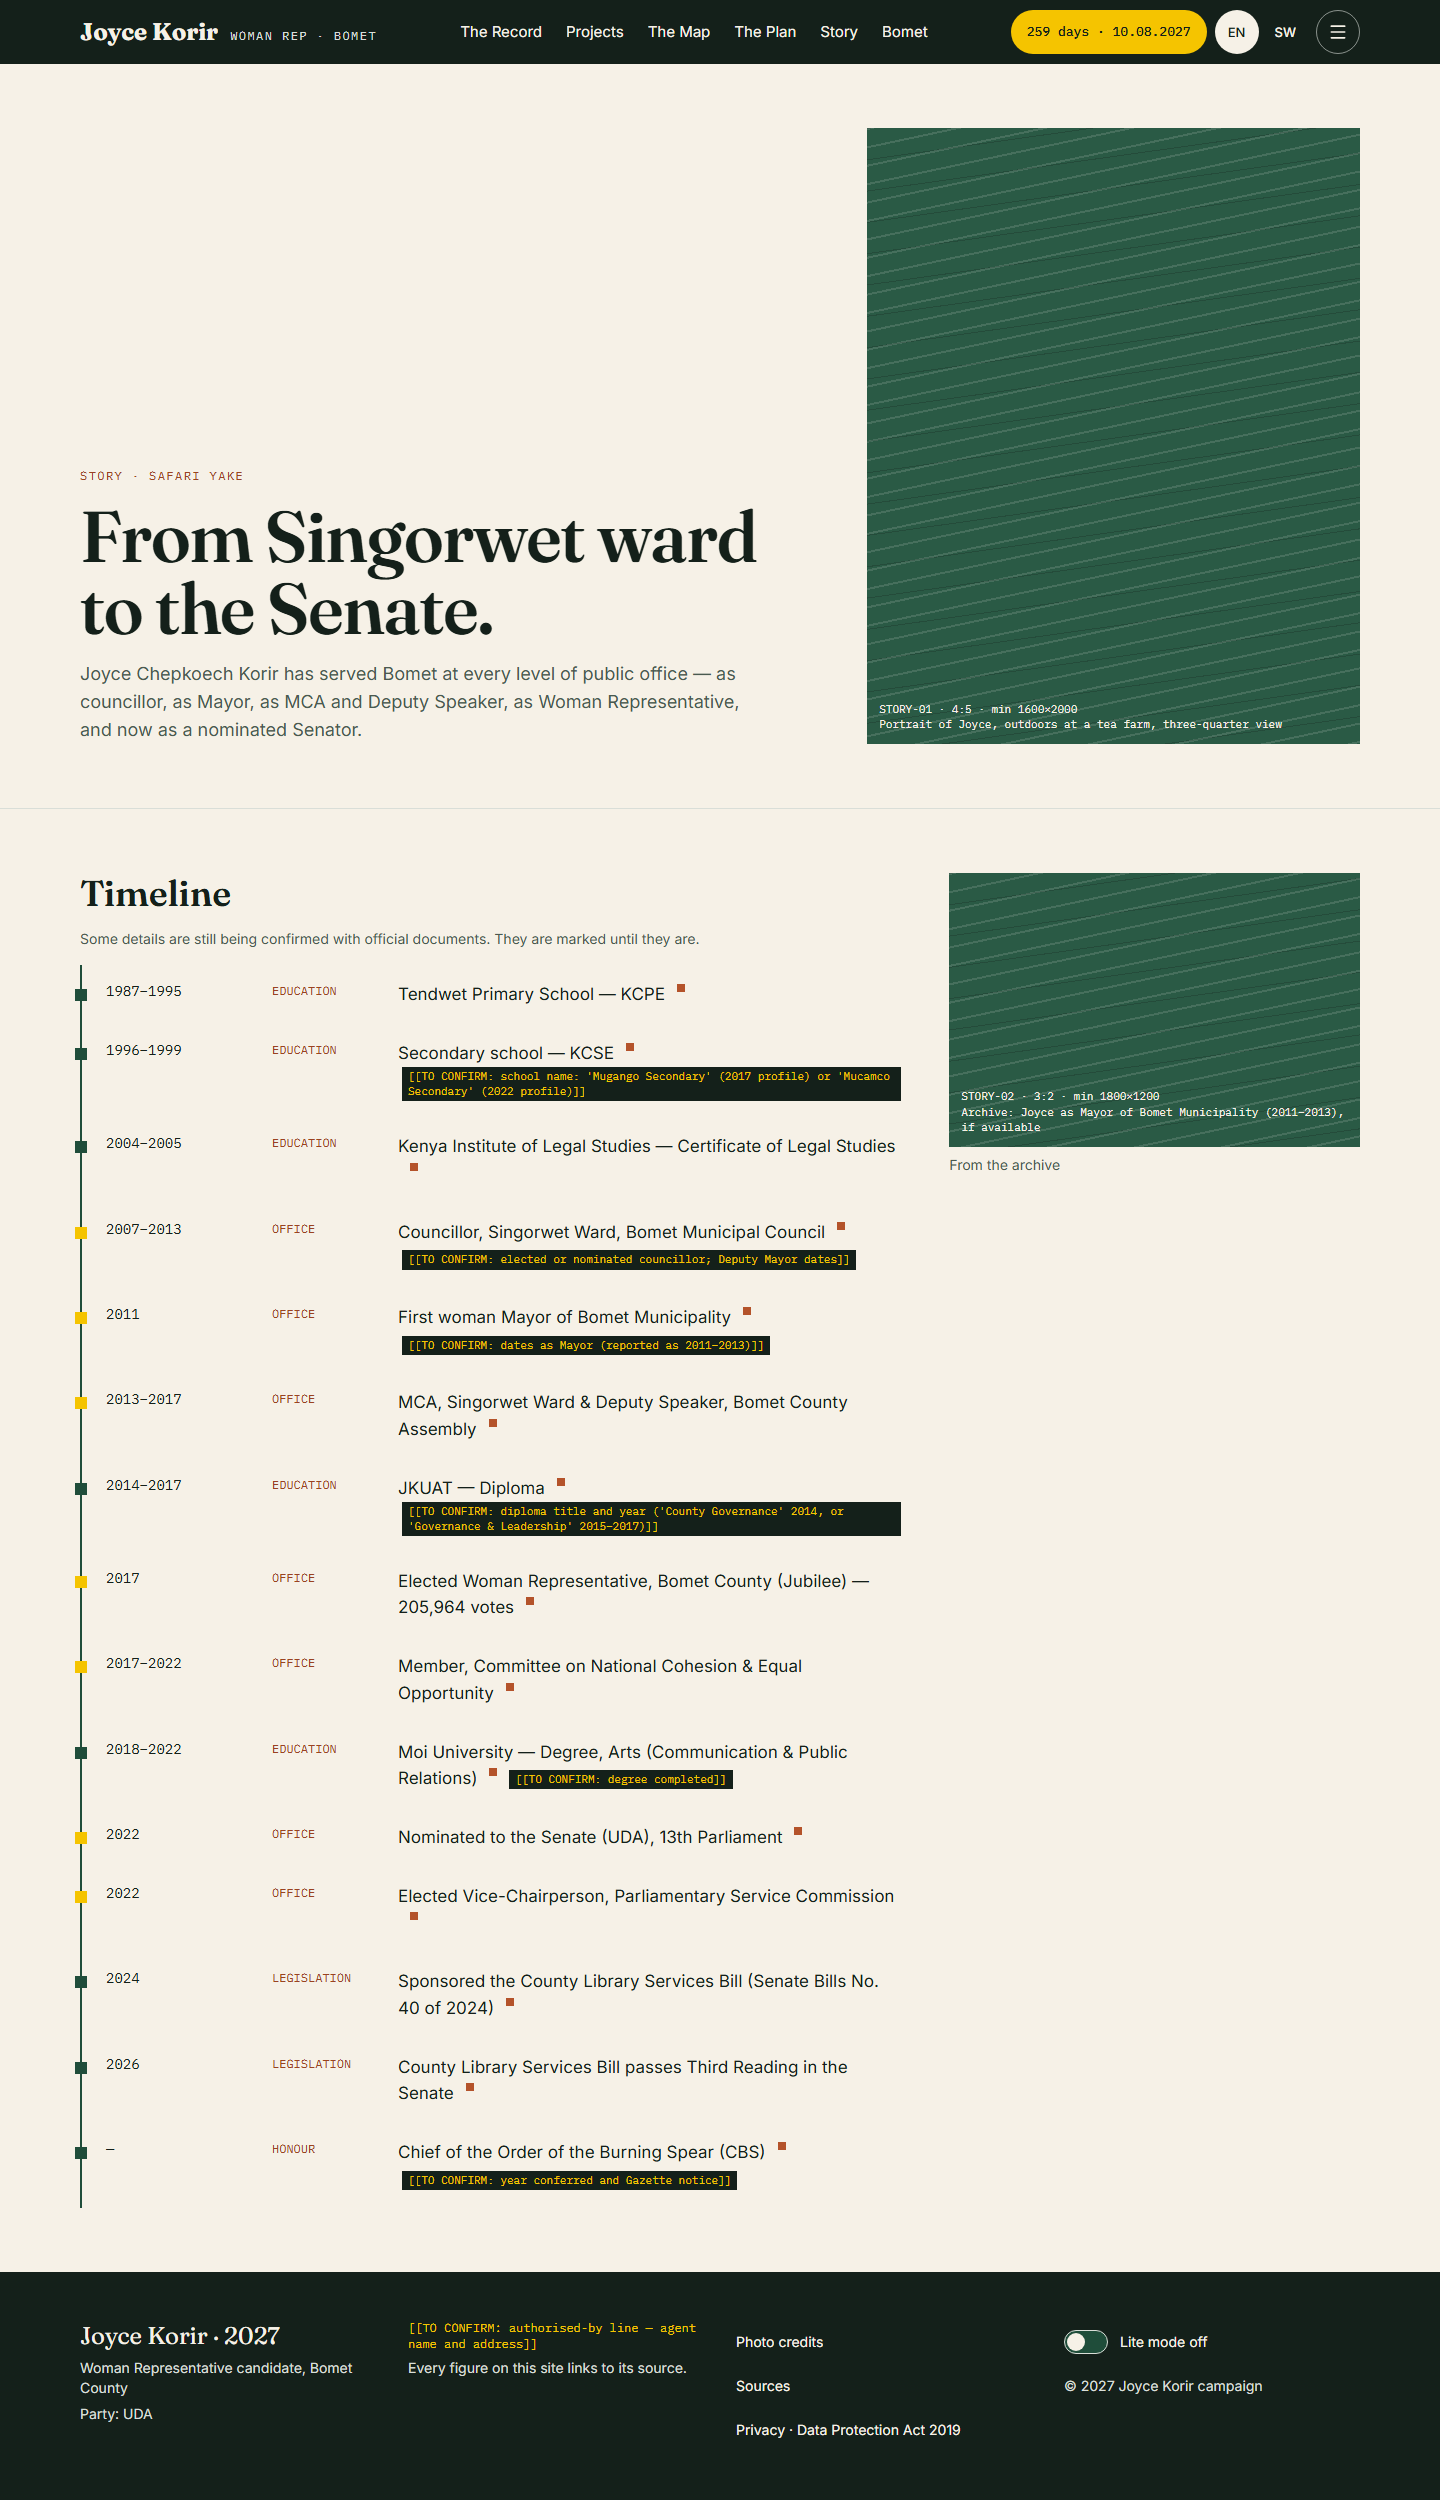 Joyce Korir WOMAN REP · BOMET
The Record Projects The Map The Plan Story Bomet
259 days · 10.08.2027 EN SW
STORY · SAFARI YAKE
From Singorwet ward
to the Senate.
Joyce Chepkoech Korir has served Bomet at every level of public office — as
councillor, as Mayor, as MCA and Deputy Speaker, as Woman Representative,
and now as a nominated Senator.
STORY-01 · 4:5 · min 1600×2000
Portrait of Joyce, outdoors at a tea farm, three-quarter view
Timeline
Some details are still being confirmed with official documents. They are marked until they are.
1987–1995 EDUCATION Tendwet Primary School — KCPE
1996–1999 EDUCATION Secondary school — KCSE
[[TO CONFIRM: school name: 'Mugango Secondary' (2017 profile) or 'Mucamco
Secondary' (2022 profile)]]
2004–2005 EDUCATION Kenya Institute of Legal Studies — Certificate of Legal Studies
2007–2013 OFFICE Councillor, Singorwet Ward, Bomet Municipal Council
[[TO CONFIRM: elected or nominated councillor; Deputy Mayor dates]]
2011 OFFICE First woman Mayor of Bomet Municipality
[[TO CONFIRM: dates as Mayor (reported as 2011–2013)]]
2013–2017 OFFICE MCA, Singorwet Ward & Deputy Speaker, Bomet County
Assembly
2014–2017 EDUCATION JKUAT — Diploma
[[TO CONFIRM: diploma title and year ('County Governance' 2014, or
'Governance & Leadership' 2015–2017)]]
2017 OFFICE Elected Woman Representative, Bomet County (Jubilee) —
205,964 votes
2017–2022 OFFICE Member, Committee on National Cohesion & Equal
Opportunity
2018–2022 EDUCATION Moi University — Degree, Arts (Communication & Public
Relations) [[TO CONFIRM: degree completed]]
2022 OFFICE Nominated to the Senate (UDA), 13th Parliament
2022 OFFICE Elected Vice-Chairperson, Parliamentary Service Commission
2024 LEGISLATION Sponsored the County Library Services Bill (Senate Bills No.
40 of 2024)
2026 LEGISLATION County Library Services Bill passes Third Reading in the
Senate
— HONOUR Chief of the Order of the Burning Spear (CBS)
[[TO CONFIRM: year conferred and Gazette notice]]
STORY-02 · 3:2 · min 1800×1200
Archive: Joyce as Mayor of Bomet Municipality (2011–2013),
if available
From the archive
Joyce Korir · 2027
Woman Representative candidate, Bomet
County
Party: UDA
[[TO CONFIRM: authorised-by line — agent
name and address]]
Every figure on this site links to its source.
Photo credits
Sources
Privacy · Data Protection Act 2019
Lite mode off
© 2027 Joyce Korir campaign